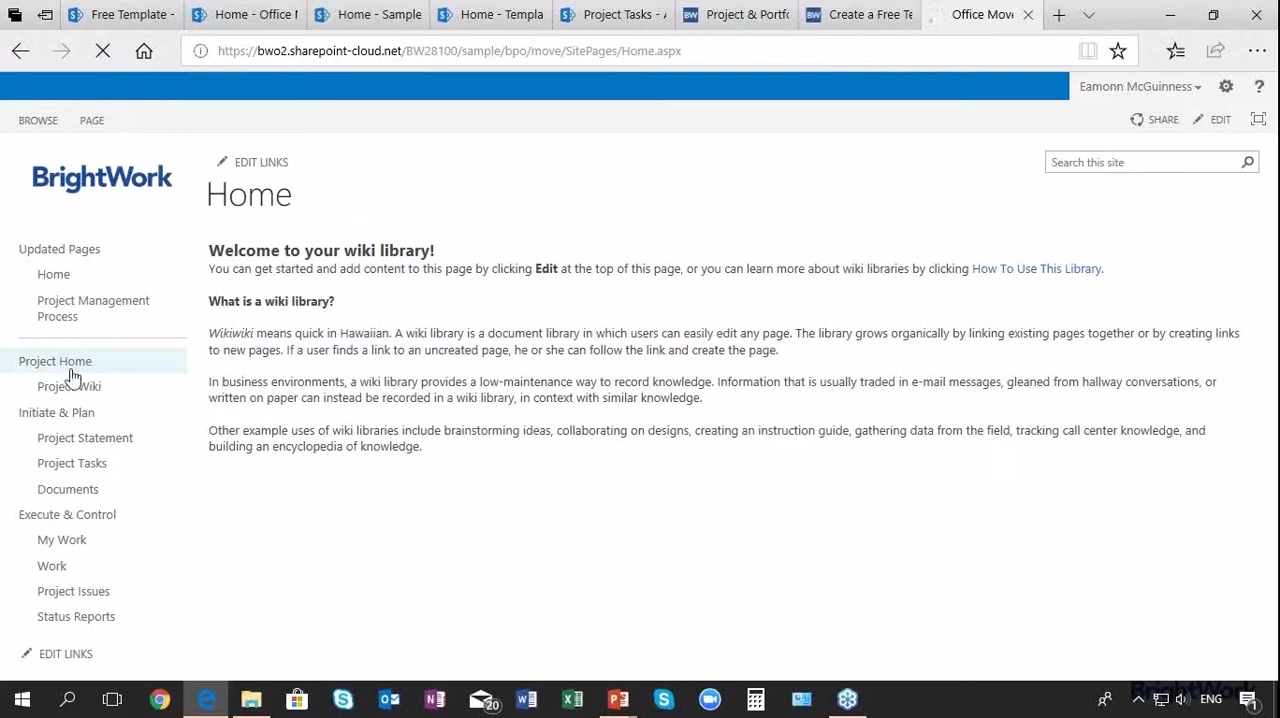 Free Template -
Home - Office M
Home - Sample
Home - Templa
Project Tasks - A
BW Project & Portfo
BW Create a Free Te
Office Move
https://bwo2.sharepoint-cloud.net/BW28100/sample/bpo/move/SitePages/Home.aspx
Eamonn McGuinness
BROWSE PAGE
SHARE EDIT
BrightWork
EDIT LINKS
Search this site
Home
Updated Pages
Home
Project Management
Process
Project Home
Project Wiki
Initiate & Plan
Project Statement
Project Tasks
Documents
Execute & Control
My Work
Work
Project Issues
Status Reports
EDIT LINKS
Welcome to your wiki library!
You can get started and add content to this page by clicking Edit at the top of this page, or you can learn more about wiki libraries by clicking How To Use This Library.
What is a wiki library?
Wikiwiki means quick in Hawaiian. A wiki library is a document library in which users can easily edit any page. The library grows organically by linking existing pages together or by creating links
to new pages. If a user finds a link to an uncreated page, he or she can follow the link and create the page.
In business environments, a wiki library provides a low-maintenance way to record knowledge. Information that is usually traded in e-mail messages, gleaned from hallway conversations, or
written on paper can instead be recorded in a wiki library, in context with similar knowledge.
Other example uses of wiki libraries include brainstorming ideas, collaborating on designs, creating an instruction guide, gathering data from the field, tracking call center knowledge, and
building an encyclopedia of knowledge.
20
BrightWork
ENG
1